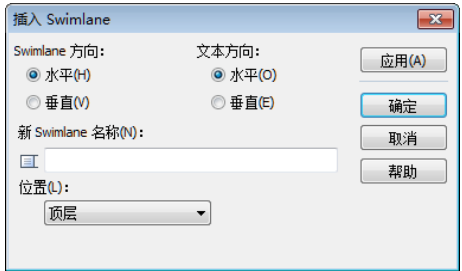 插入 Swimlane
Swimlane 方向: 文本方向: 应用(A)
水平(H) 水平(O)
垂直(V) 垂直(E) 确定
新 Swimlane 名称(N): 取消
帮助
位置(L):
顶层